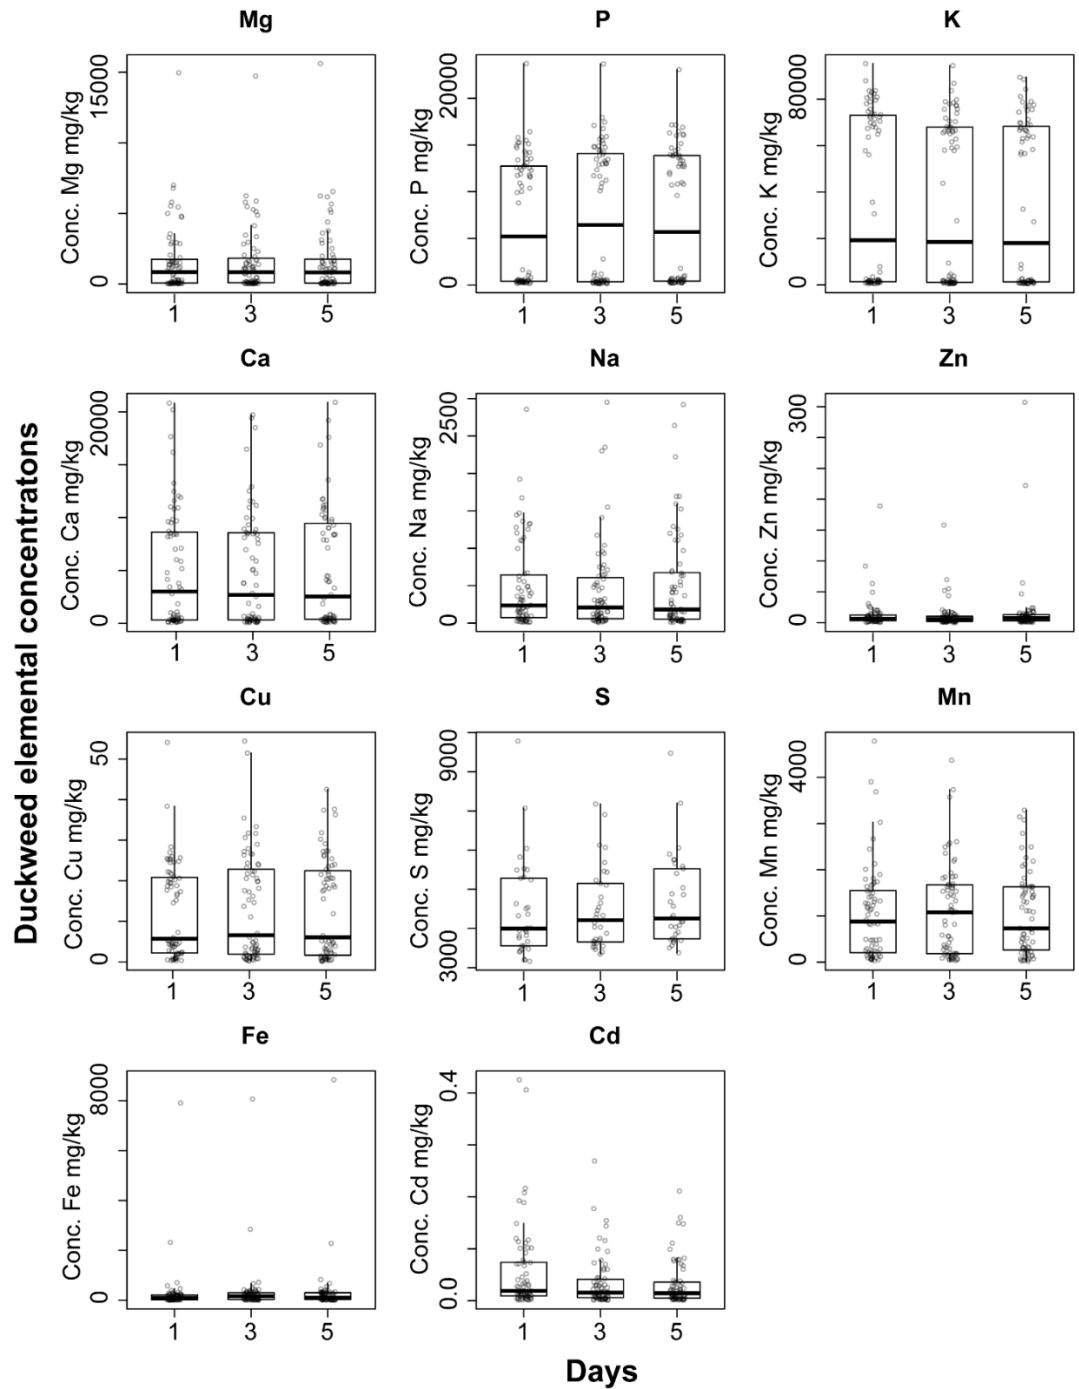 Mg
P
K
Conc. Mg mg/kg
0
15000
1 3 5
Conc. P mg/kg
0
20000
1 3 5
Conc. K mg/kg
0
80000
1 3 5
Ca
Na
Zn
Conc. Ca mg/kg
0
20000
1 3 5
Conc. Na mg/kg
0
2500
1 3 5
Conc. Zn mg/kg
0
300
1 3 5
Duckweed elemental concentratons
Cu
S
Mn
Conc. Cu mg/kg
0
50
1 3 5
Conc. S mg/kg
3000
9000
1 3 5
Conc. Mn mg/kg
0
4000
1 3 5
Fe
Cd
Conc. Fe mg/kg
0
8000
1 3 5
Conc. Cd mg/kg
0.0
0.4
1 3 5
Days